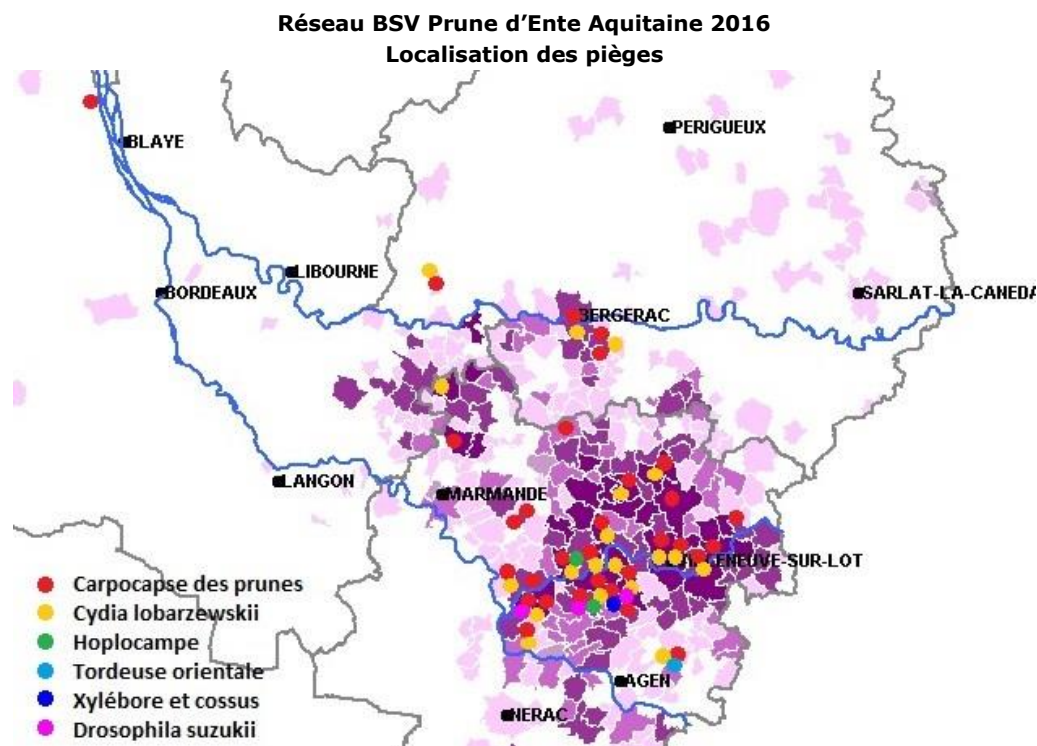 Réseau BSV Prune d'Ente Aquitaine 2016
Localisation des pièges
PERIGUEUX
BLAYE
LIBOURNE
BORDEAUX
SARLAT-LA-CANEDA
BERGERAC
LANGON
MARMANDE
NEUVE-SUR-LOT
AGEN
NERAC
Carpocapse des prunes
Cydia lobarzewskii
Hoplocampe
Tordeuse orientale
Xylébore et cossus
Drosophila suzukii